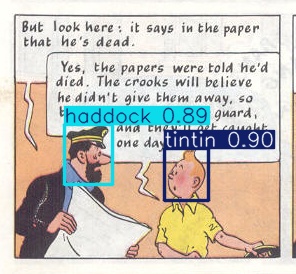 But look here: it says in the paper
that he's dead.
Yes, the papers were told he'd
died. The crooks will believe
he didn't give them away, so
guard,
and they'll get caught
one day
haddock 0.89
tintin 0.90